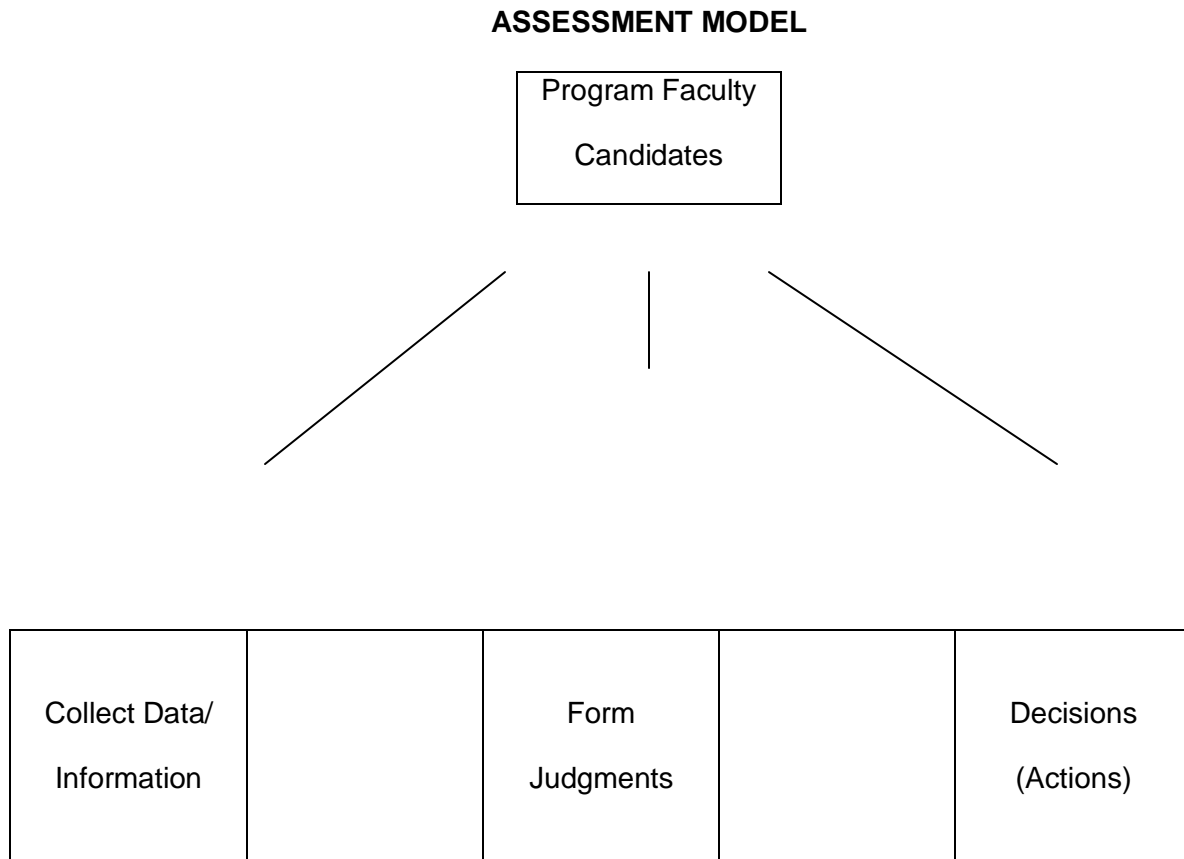 ASSESSMENT MODEL
Program Faculty
Candidates
Collect Data/
Information
Form
Judgments
Decisions
(Actions)